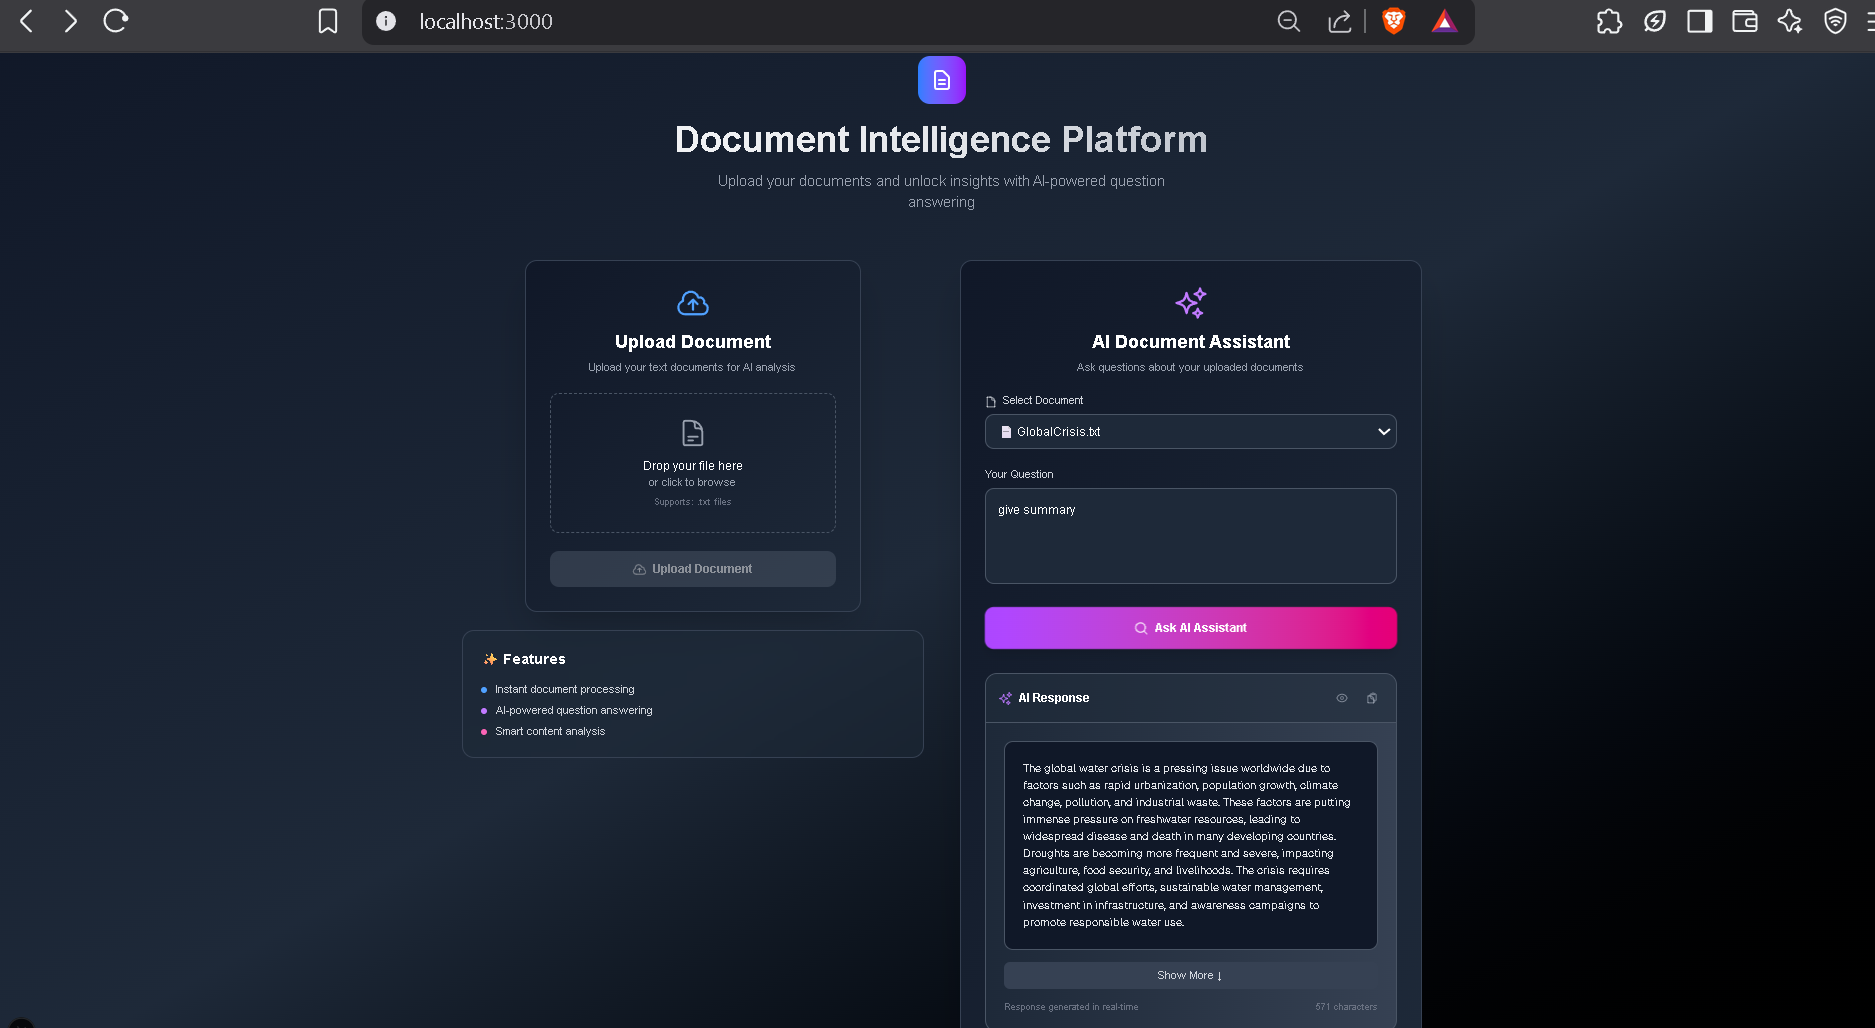 localhost:3000
Document Intelligence Platform
Upload your documents and unlock insights with AI-powered question
answering
Upload Document
Upload your text documents for AI analysis
Drop your file here
or click to browse
Supports: .txt files
Upload Document
✨ Features
Instant document processing
AI-powered question answering
Smart content analysis
AI Document Assistant
Ask questions about your uploaded documents
Select Document
GlobalCrisis.txt
Your Question
give summary
Ask AI Assistant
AI Response
The global water crisis is a pressing issue worldwide due to
factors such as rapid urbanization, population growth, climate
change, pollution, and industrial waste. These factors are putting
immense pressure on freshwater resources, leading to
widespread disease and death in many developing countries.
Droughts are becoming more frequent and severe, impacting
agriculture, food security, and livelihoods. The crisis requires
coordinated global efforts, sustainable water management,
investment in infrastructure, and awareness campaigns to
promote responsible water use.
Show More ↓
Response generated in real-time
571 characters